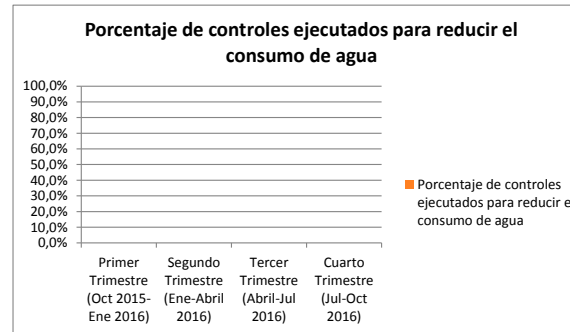 Porcentaje de controles ejecutados para reducir el
consumo de agua
100,0%
90,0%
80,0%
70,0%
60,0%
50,0%
40,0%
30,0%
20,0%
10,0%
0,0%
Primer
Trimestre
(Oct 2015-
Ene 2016)
Segundo
Trimestre
(Ene-Abril
2016)
Tercer
Trimestre
(Abril-Jul
2016)
Cuarto
Trimestre
(Jul-Oct
2016)
Porcentaje de controles
ejecutados para reducir e
consumo de agua